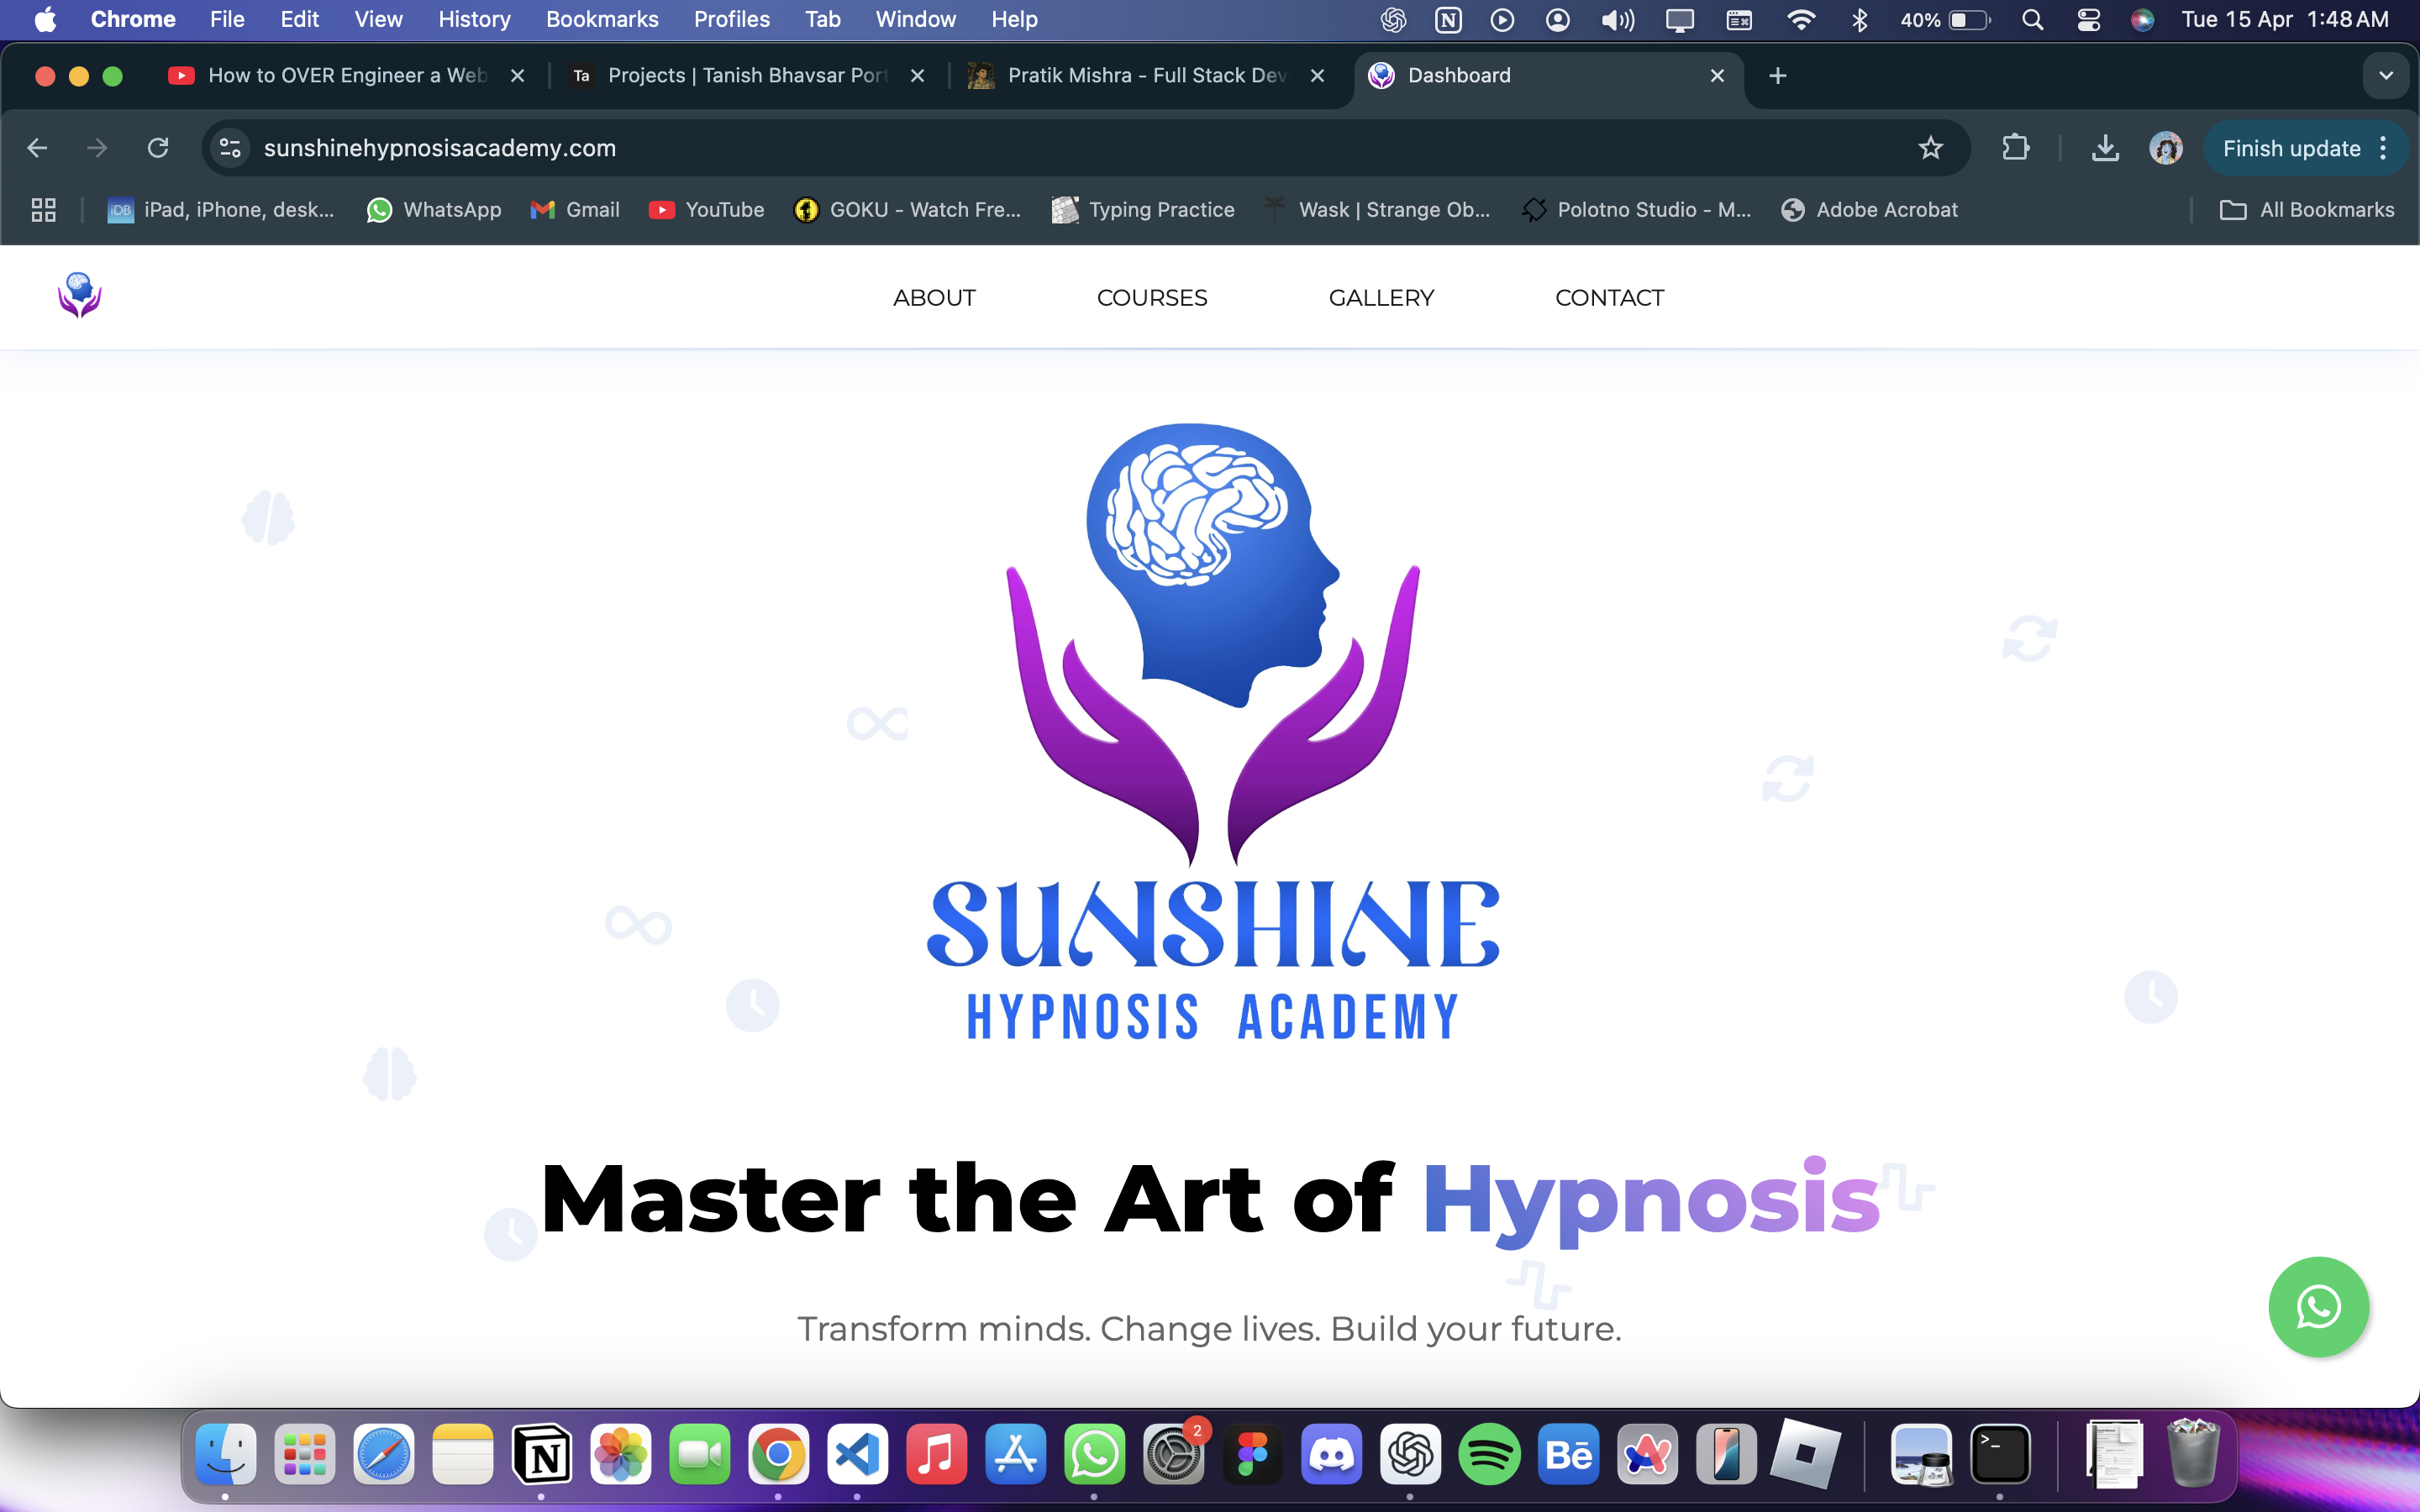 Chrome File Edit View History Bookmarks Profiles Tab Window Help 40% Tue 15 Apr 1:48 AM
How to OVER Engineer a Web Ta Projects | Tanish Bhavsar Port Pratik Mishra - Full Stack Dev Dashboard
sunshinehypnosisacademy.com Finish update
iDB iPad, iPhone, desk... WhatsApp Gmail YouTube GOKU - Watch Fre... Typing Practice Wask | Strange Ob... Polotno Studio - M... Adobe Acrobat All Bookmarks
ABOUT COURSES GALLERY CONTACT
SUNSHINE
HYPNOSIS ACADEMY
Master the Art of Hypnosis
Transform minds. Change lives. Build your future.
2
Bē